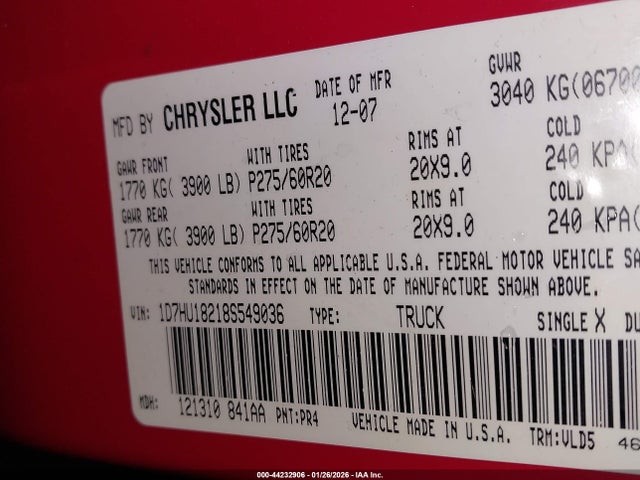 MFD BY CHRYSLER LLC DATE OF MFR 12-07 GVWR 3040 KG(06700
GAWR FRONT WITH TIRES RIMS AT COLD
1770 KG( 3900 LB) P275/60R20 20X9.0 240 KPA(
GAWR REAR WITH TIRES RIMS AT COLD
1770 KG( 3900 LB) P275/60R20 20X9.0 240 KPA(
THIS VEHICLE CONFORMS TO ALL APPLICABLE U.S.A. FEDERAL MOTOR VEHICLE SA
STANDARDS IN EFFECT ON THE DATE OF MANUFACTURE SHOWN ABOVE.
VIN: 1D7HU18218S549036 TYPE: TRUCK SINGLE X DU
MDH: 121310 841AA PNT:PR4 VEHICLE MADE IN U.S.A. TRM:VLD5 46
000-44232906 - 01/26/2026 - IAA Inc.